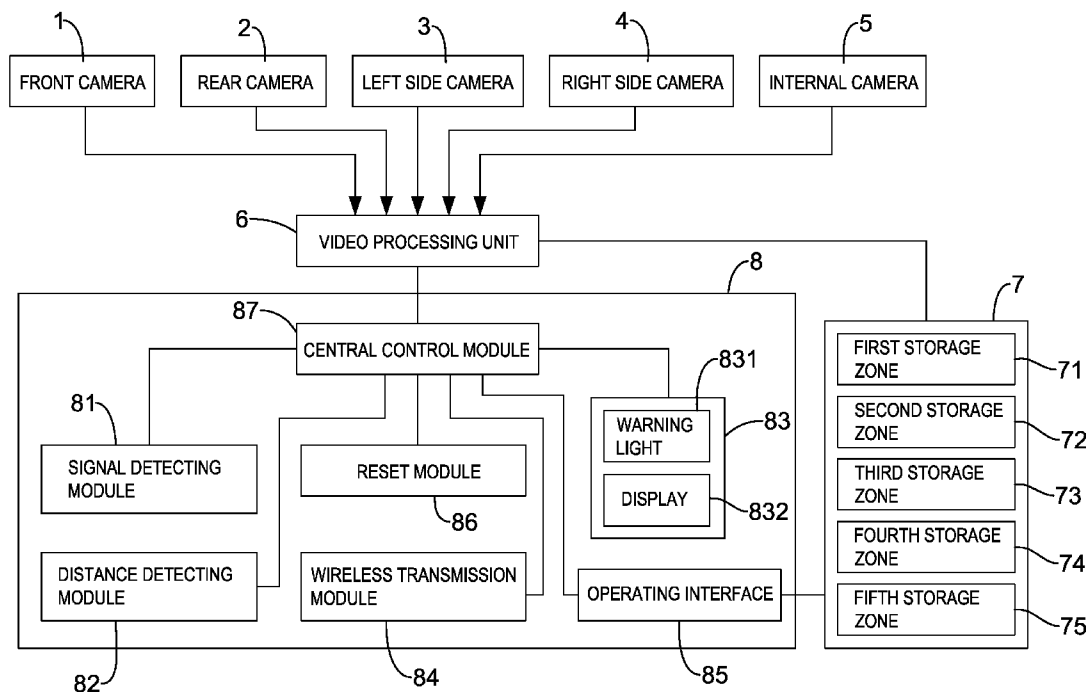 1
2
3
4
5
FRONT CAMERA
REAR CAMERA
LEFT SIDE CAMERA
RIGHT SIDE CAMERA
INTERNAL CAMERA
6
VIDEO PROCESSING UNIT
8
7
87
CENTRAL CONTROL MODULE
81
SIGNAL DETECTING
MODULE
RESET MODULE
86
831
WARNING
LIGHT
83
DISPLAY
832
DISTANCE DETECTING
MODULE
82
WIRELESS TRANSMISSION
MODULE
84
OPERATING INTERFACE
85
FIRST STORAGE
ZONE
71
SECOND STORAGE
ZONE
72
THIRD STORAGE
ZONE
73
FOURTH STORAGE
ZONE
74
FIFTH STORAGE
ZONE
75